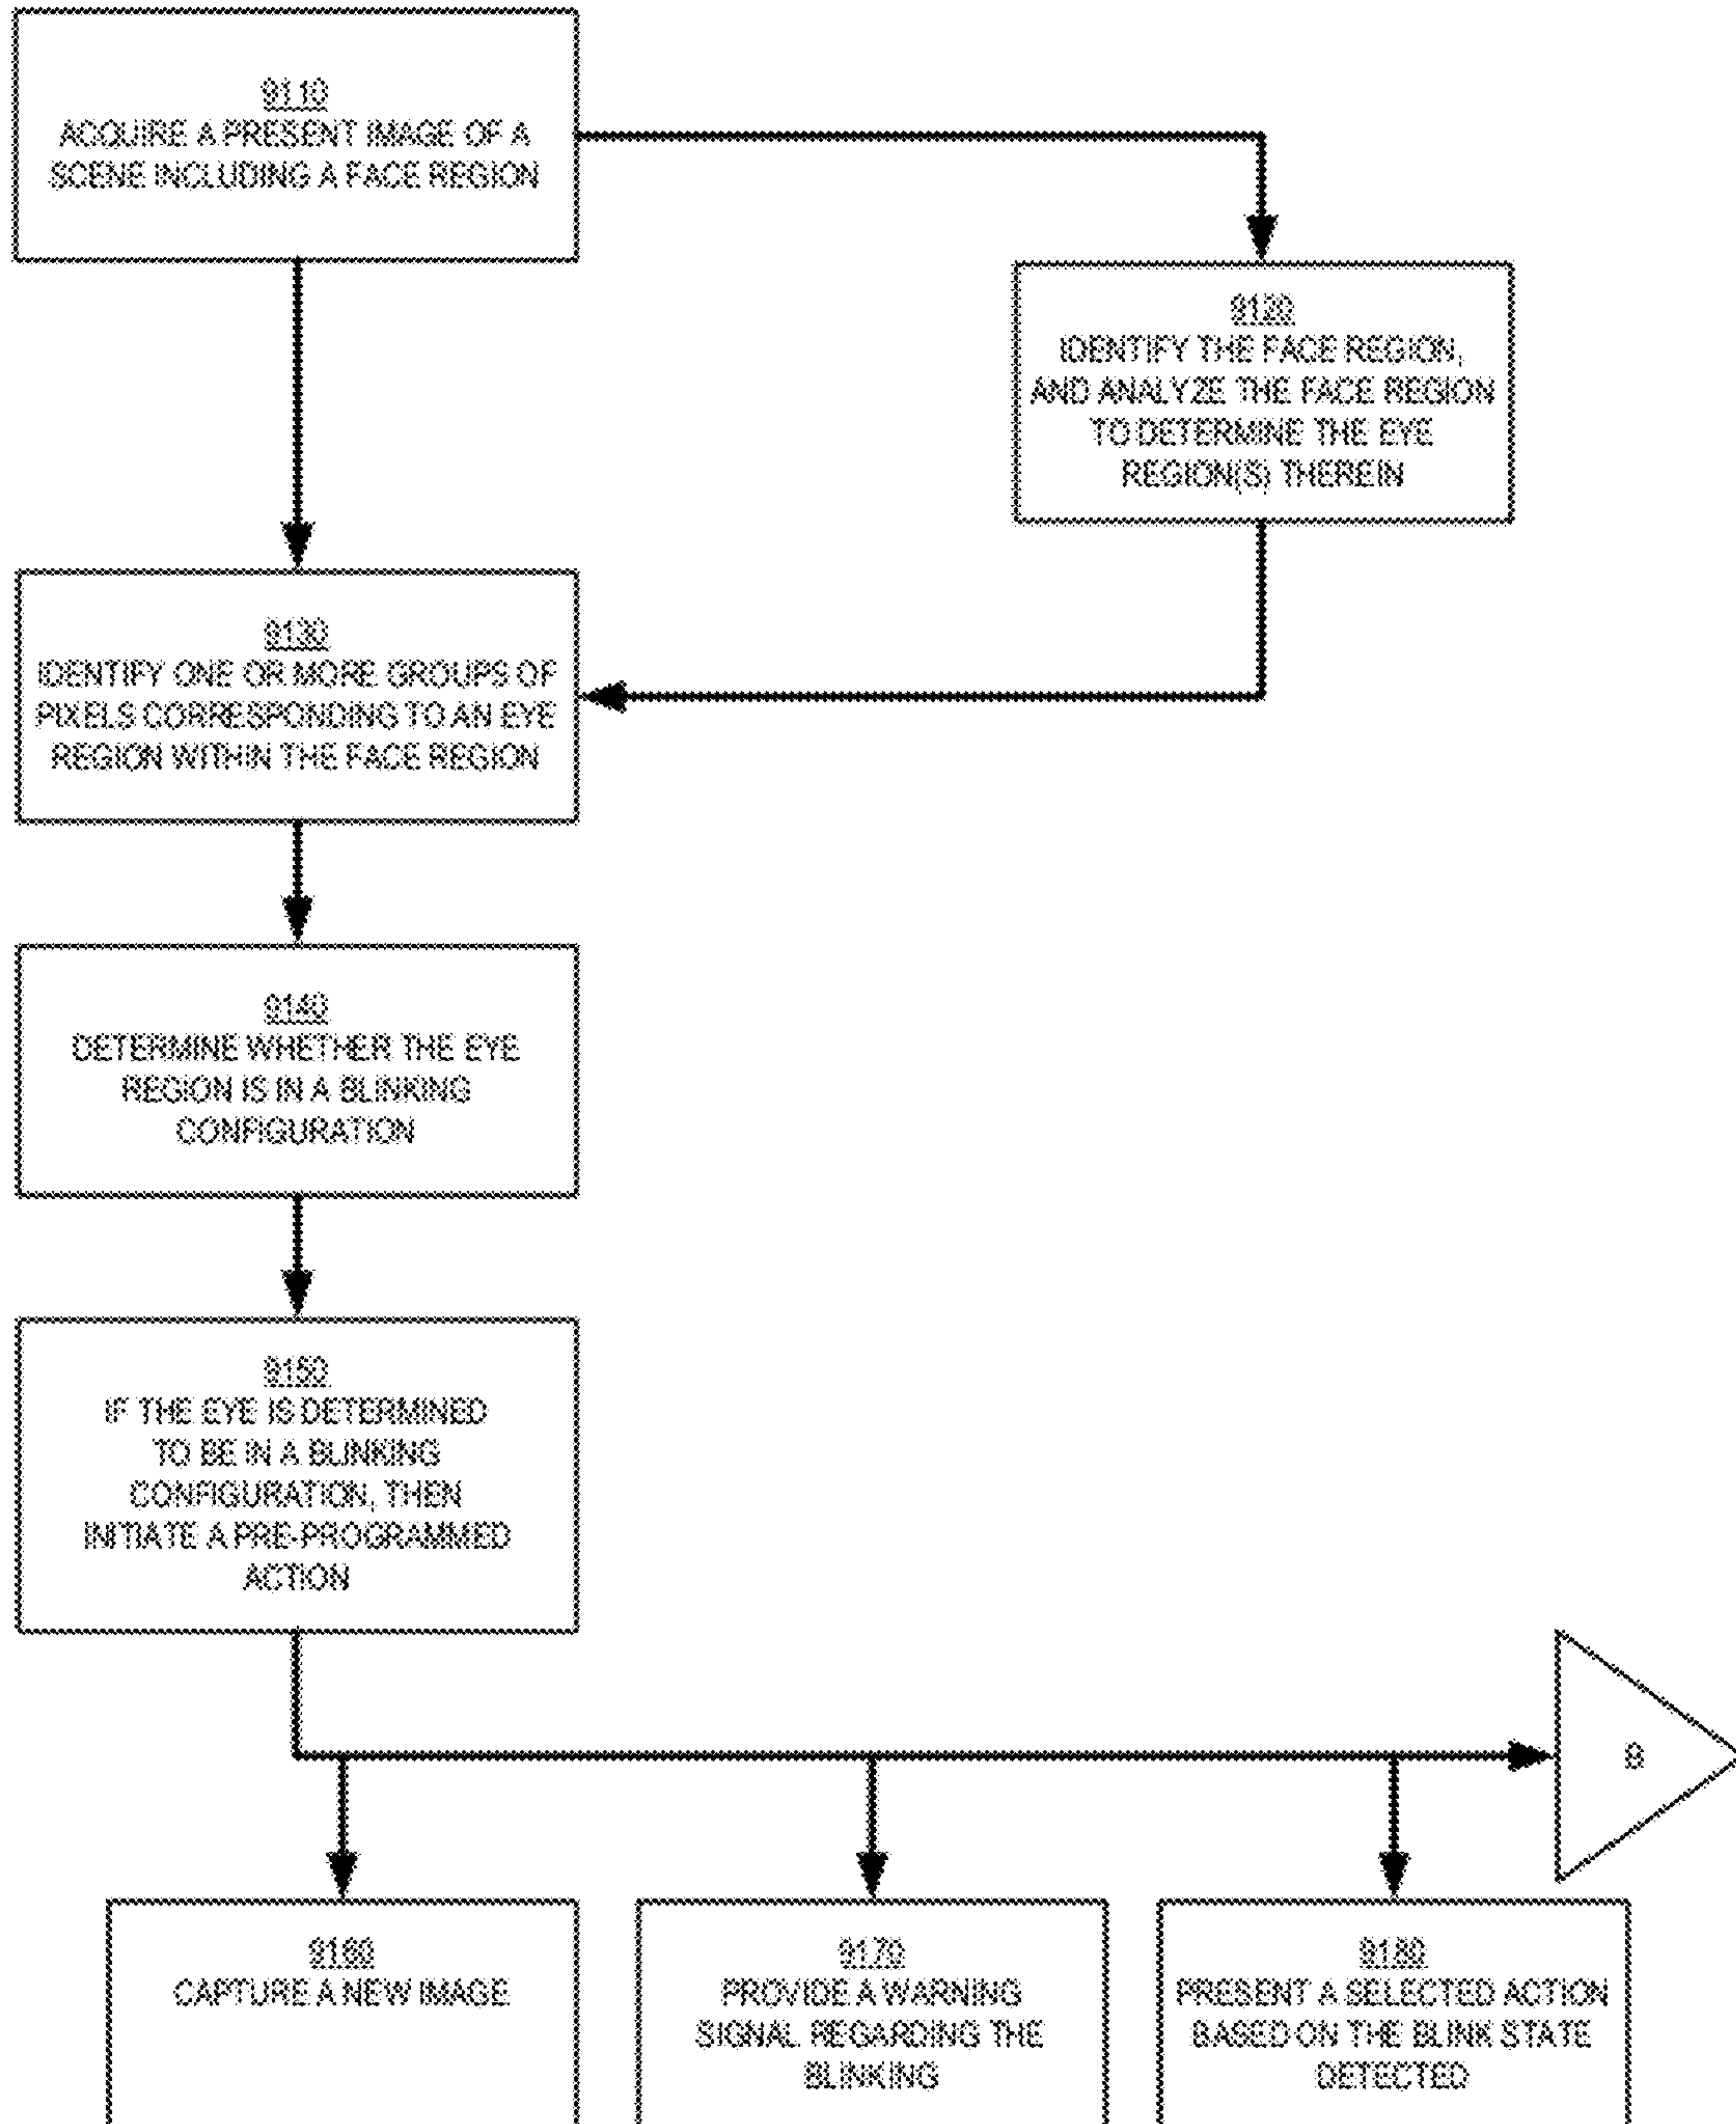 9110
ACQUIRE A PRESENT IMAGE OF A
SCENE INCLUDING A FACE REGION
9120
IDENTIFY THE FACE REGION,
AND ANALYZE THE FACE REGION
TO DETERMINE THE EYE
REGION(S) THEREIN
9130
IDENTIFY ONE OR MORE GROUPS OF
PIXELS CORRESPONDING TO AN EYE
REGION WITHIN THE FACE REGION
9140
DETERMINE WHETHER THE EYE
REGION IS IN A BLINKING
CONFIGURATION
9150
IF THE EYE IS DETERMINED
TO BE IN A BLINKING
CONFIGURATION, THEN
INITIATE A PRE-PROGRAMMED
ACTION
9160
CAPTURE A NEW IMAGE
9170
PROVIDE A WARNING
SIGNAL REGARDING THE
BLINKING
9180
PRESENT A SELECTED ACTION
BASED ON THE BLINK STATE
DETECTED